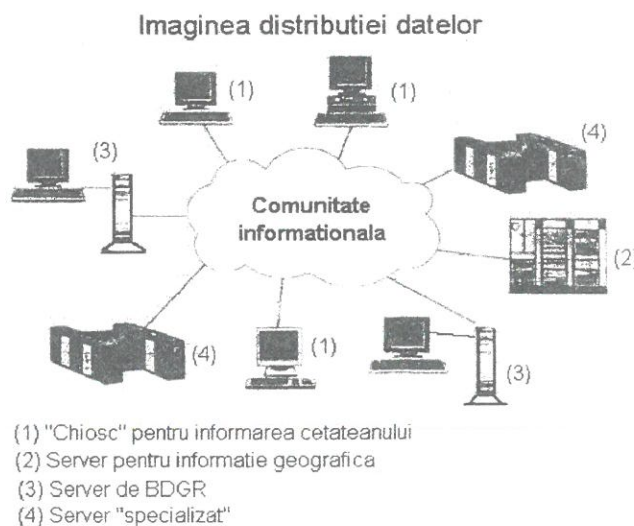 Imaginea distributiei datelor
(1)
(1)
(4)
(3)
Comunitate
informationala
(2)
(4)
(1)
(3)
(1) "Chiosc" pentru informarea cetateanului
(2) Server pentru informatie geografica
(3) Server de BDGR
(4) Server "specializat"